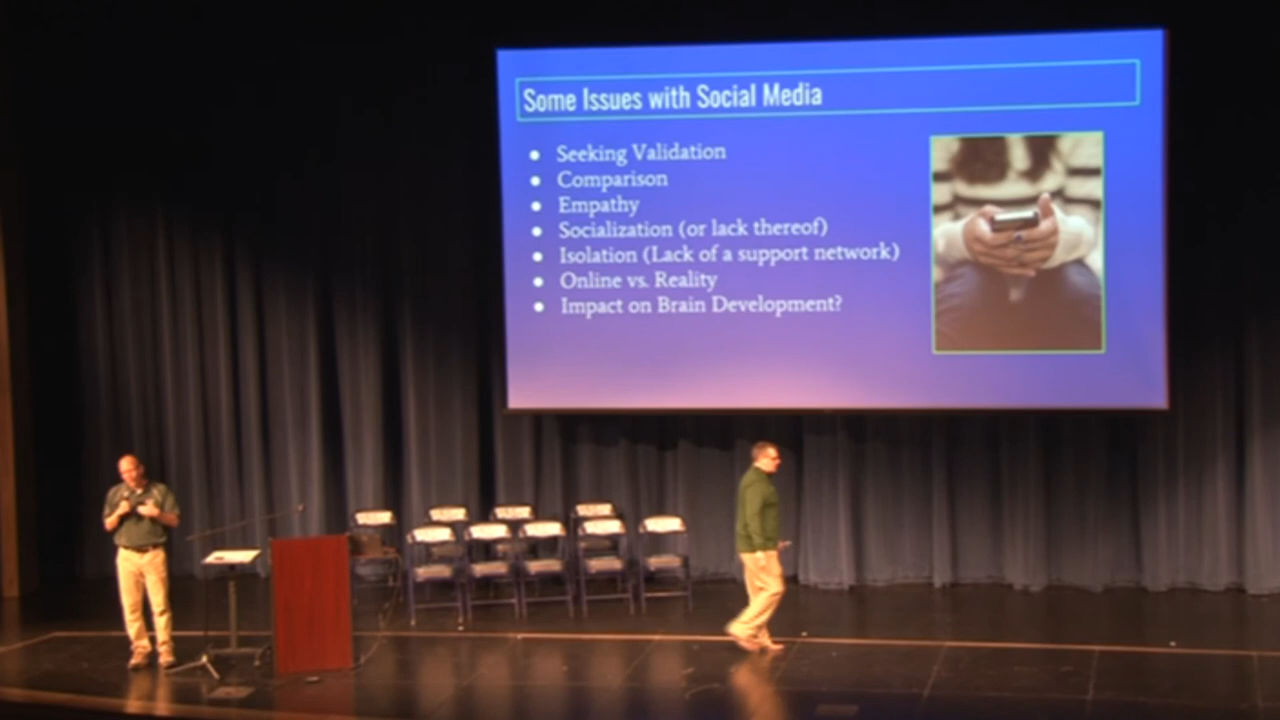 Some Issues with Social Media
● Seeking Validation
● Comparison
● Empathy
● Socialization (or lack thereof)
● Isolation (Lack of a support network)
● Online vs. Reality
● Impact on Brain Development?